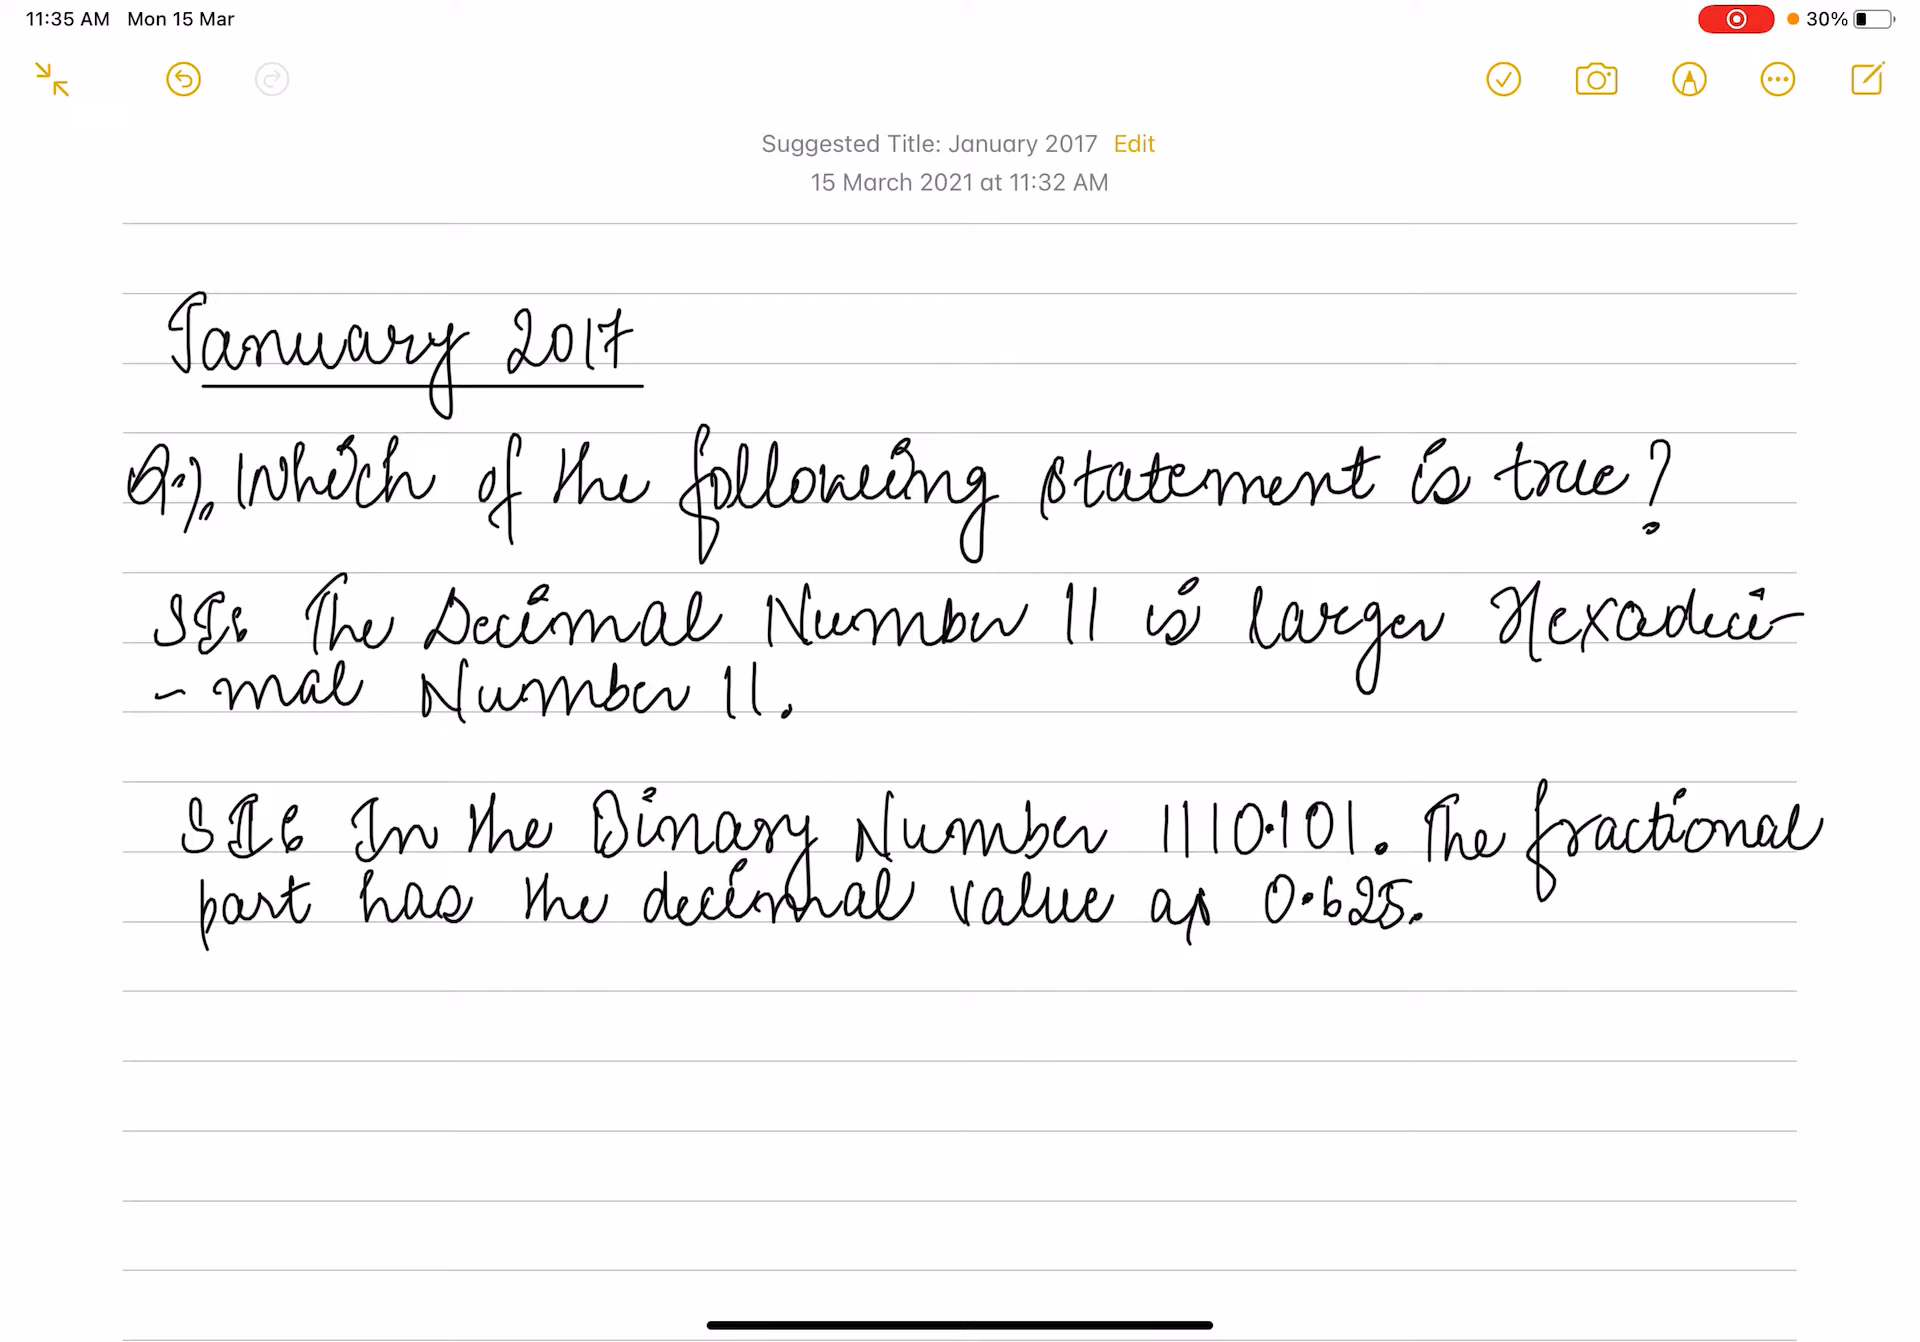 11:35 AM Mon 15 Mar
30%
Suggested Title: January 2017 Edit
15 March 2021 at 11:32 AM
January 2017
Q.). Which of the following statement is true?
SI: The Decimal Number 11 is larger Hexadeci-
- mal Number 11.
SII: In the Binary Number 1110.101. The fractional
part has the decimal value as 0.625.